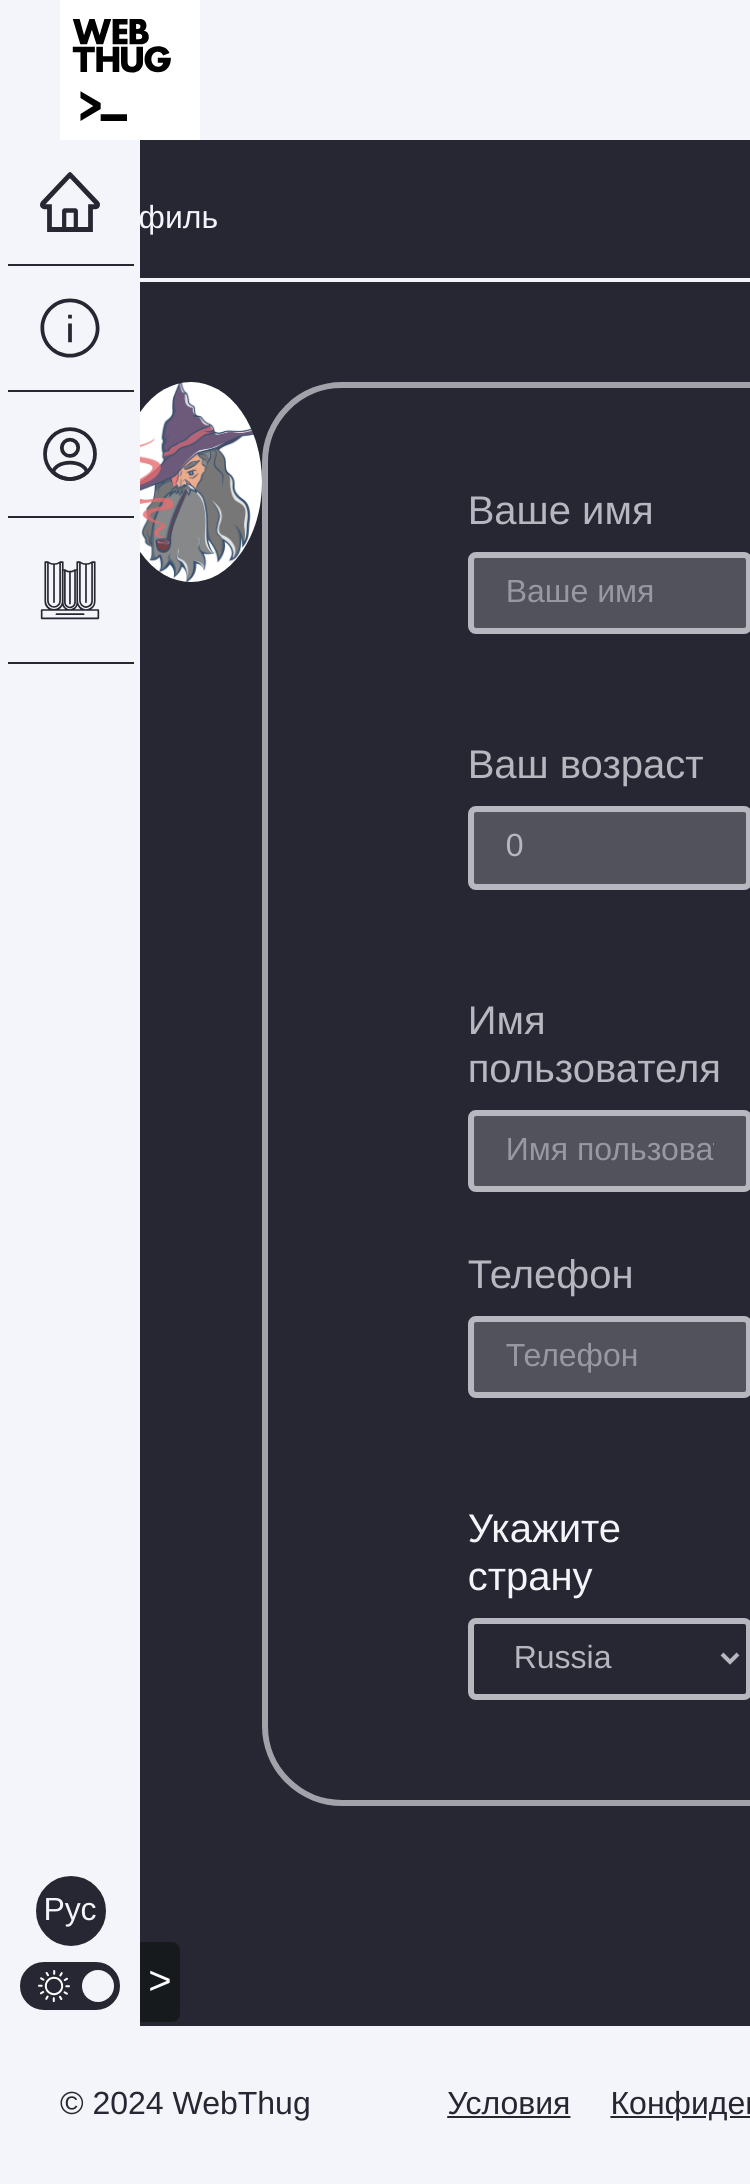 WEB
THUG
>_
филь
Ваше имя
Ваше имя
Ваш возраст
0
Имя
пользователя
Имя пользова
Телефон
Телефон
Укажите
страну
Russia
Рус
>
© 2024 WebThug Условия